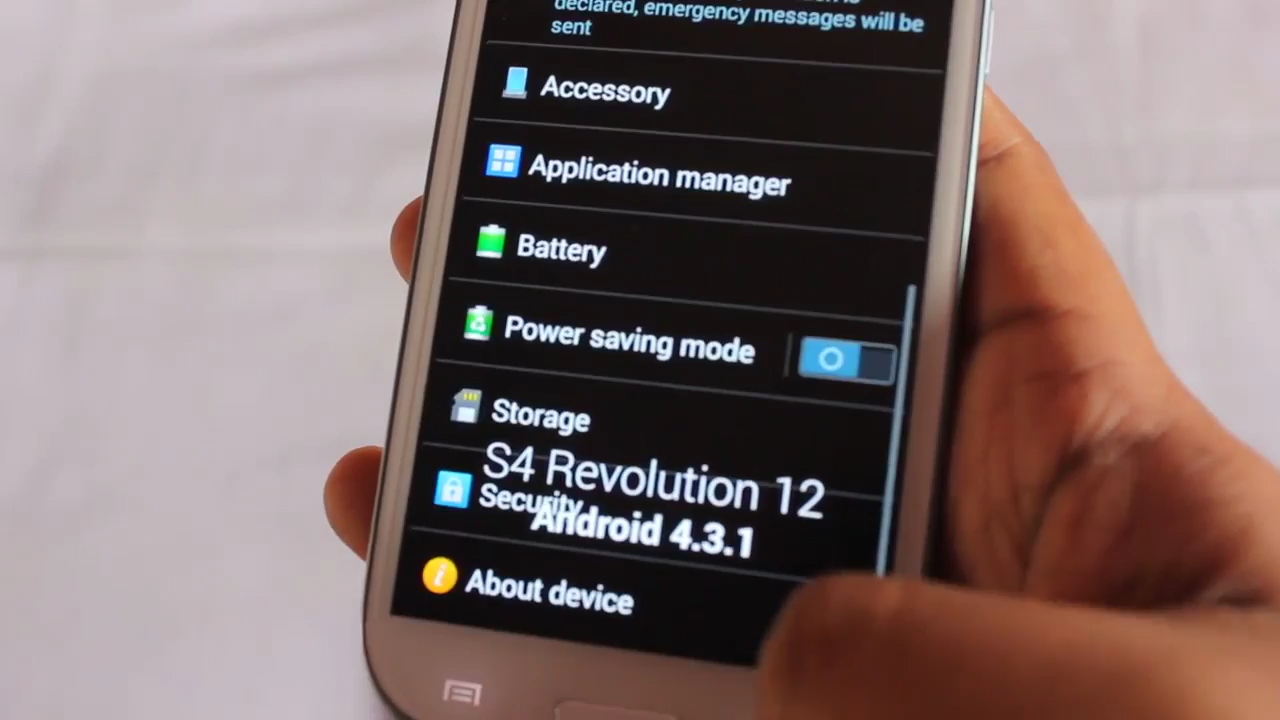 declared, emergency messages will be
sent
Accessory
Application manager
Battery
Power saving mode
Storage
S4 Revolution 12
Security
Android 4.3.1
About device